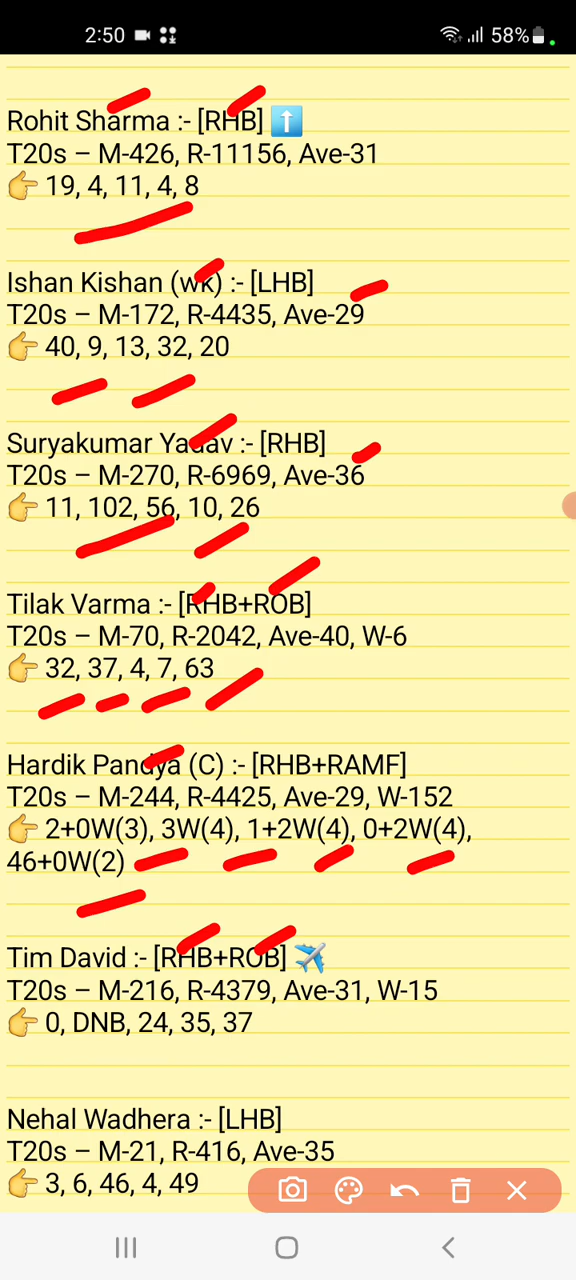 2:50 58%
Rohit Sharma :- [RHB] ⬆️
T20s – M-426, R-11156, Ave-31
👉 19, 4, 11, 4, 8
Ishan Kishan (wk) :- [LHB]
T20s – M-172, R-4435, Ave-29
👉 40, 9, 13, 32, 20
Suryakumar Yadav :- [RHB]
T20s – M-270, R-6969, Ave-36
👉 11, 102, 56, 10, 26
Tilak Varma :- [RHB+ROB]
T20s – M-70, R-2042, Ave-40, W-6
👉 32, 37, 4, 7, 63
Hardik Pandya (C) :- [RHB+RAMF]
T20s – M-244, R-4425, Ave-29, W-152
👉 2+0W(3), 3W(4), 1+2W(4), 0+2W(4),
46+0W(2)
Tim David :- [RHB+ROB] ✈️
T20s – M-216, R-4379, Ave-31, W-15
👉 0, DNB, 24, 35, 37
Nehal Wadhera :- [LHB]
T20s – M-21, R-416, Ave-35
👉 3, 6, 46, 4, 49